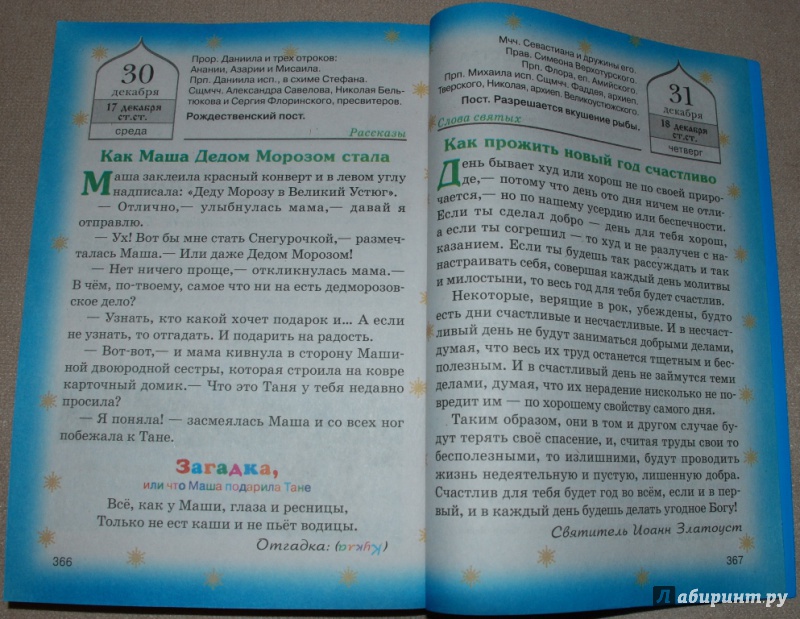 30
декабря
17 декабря
ст.ст.
среда
Прор. Даниила и трех отроков:
Анании, Азарии и Мисаила.
Прп. Даниила исп., в схиме Стефана.
Сщмчч. Александра Савелова, Николая Бель-
тюкова и Сергия Флоринского, пресвитеров.
Рождественский пост.
Рассказы
Как Маша Дедом Морозом стала
Маша заклеила красный конверт и в левом углу
надписала: «Деду Морозу в Великий Устюг».
— Отлично,— улыбнулась мама,— давай я
отправлю.
— Ух! Вот бы мне стать Снегурочкой,— размеч-
талась Маша.— Или даже Дедом Морозом!
— Нет ничего проще,— откликнулась мама.—
В чём, по-твоему, самое что ни на есть дедморозов-
ское дело?
— Узнать, кто какой хочет подарок и... А если
не узнать, то отгадать. И подарить на радость.
— Вот-вот,— и мама кивнула в сторону Маши-
ной двоюродной сестры, которая строила на ковре
карточный домик.— Что это Таня у тебя недавно
просила?
— Я поняла! — засмеялась Маша и со всех ног
побежала к Тане.
Загадка,
или что Маша подарила Тане
Всё, как у Маши, глаза и ресницы,
Только не ест каши и не пьёт водицы.
Отгадка: (Кукла)
366
Мчч. Севастиана и дружины его.
Прав. Симеона Верхотурского.
Прп. Флора, еп. Амийского.
Прп. Михаила исп. Сщмчч. Фаддея, архиеп.
Тверского, Николая, архиеп. Великоустюжского.
Пост. Разрешается вкушение рыбы.
31
декабря
18 декабря
ст.ст.
четверг
Слова святых
Как прожить новый год счастливо
День бывает худ или хорош не по своей приро-
де,— потому что день ото дня ничем не отли-
чается,— но по нашему усердию или беспечности.
Если ты сделал добро — день для тебя хорош,
а если ты согрешил — то худ и не разлучен с на-
казанием. Если ты будешь так рассуждать и так
настраивать себя, совершая каждый день молитвы
и милостыни, то весь год для тебя будет счастлив.
Некоторые, верящие в рок, убеждены, будто
есть дни счастливые и несчастливые. И в несчаст-
ливый день не будут заниматься добрыми делами,
думая, что весь их труд останется тщетным и бес-
полезным. И в счастливый день не займутся теми
делами, думая, что их нерадение нисколько не по-
вредит им — по хорошему свойству самого дня.
Таким образом, они в том и другом случае бу-
дут терять своё спасение, и, считая труды свои то
бесполезными, то излишними, будут проводить
жизнь недеятельную и пустую, лишенную добра.
Счастлив для тебя будет год во всём, если и в пер-
вый, и в каждый день будешь делать угодное Богу!
Святитель Иоанн Златоуст
367
Лабиринт.ру